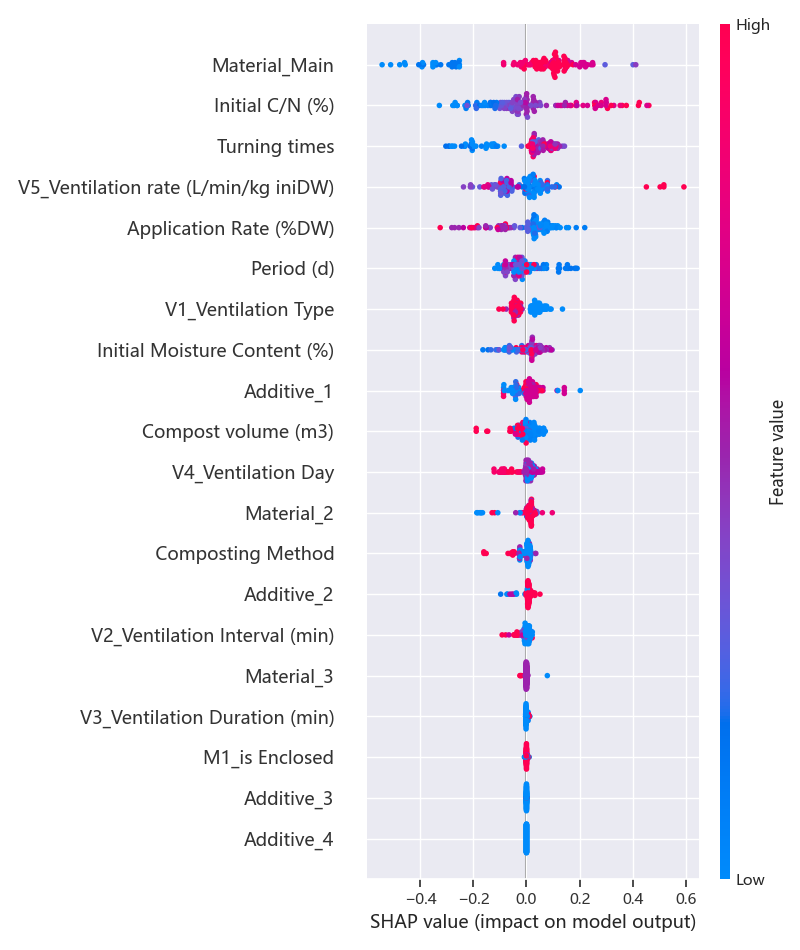 High
Material_Main
Initial C/N (%)
Turning times
V5_Ventilation rate (L/min/kg iniDW)
Application Rate (%DW)
Period (d)
V1_Ventilation Type
Initial Moisture Content (%)
Additive_1
Compost volume (m3)
V4_Ventilation Day
Material_2
Composting Method
Additive_2
V2_Ventilation Interval (min)
Material_3
V3_Ventilation Duration (min)
M1_is Enclosed
Additive_3
Additive_4
Feature value
Low
−0.4 −0.2 0.0 0.2 0.4 0.6
SHAP value (impact on model output)